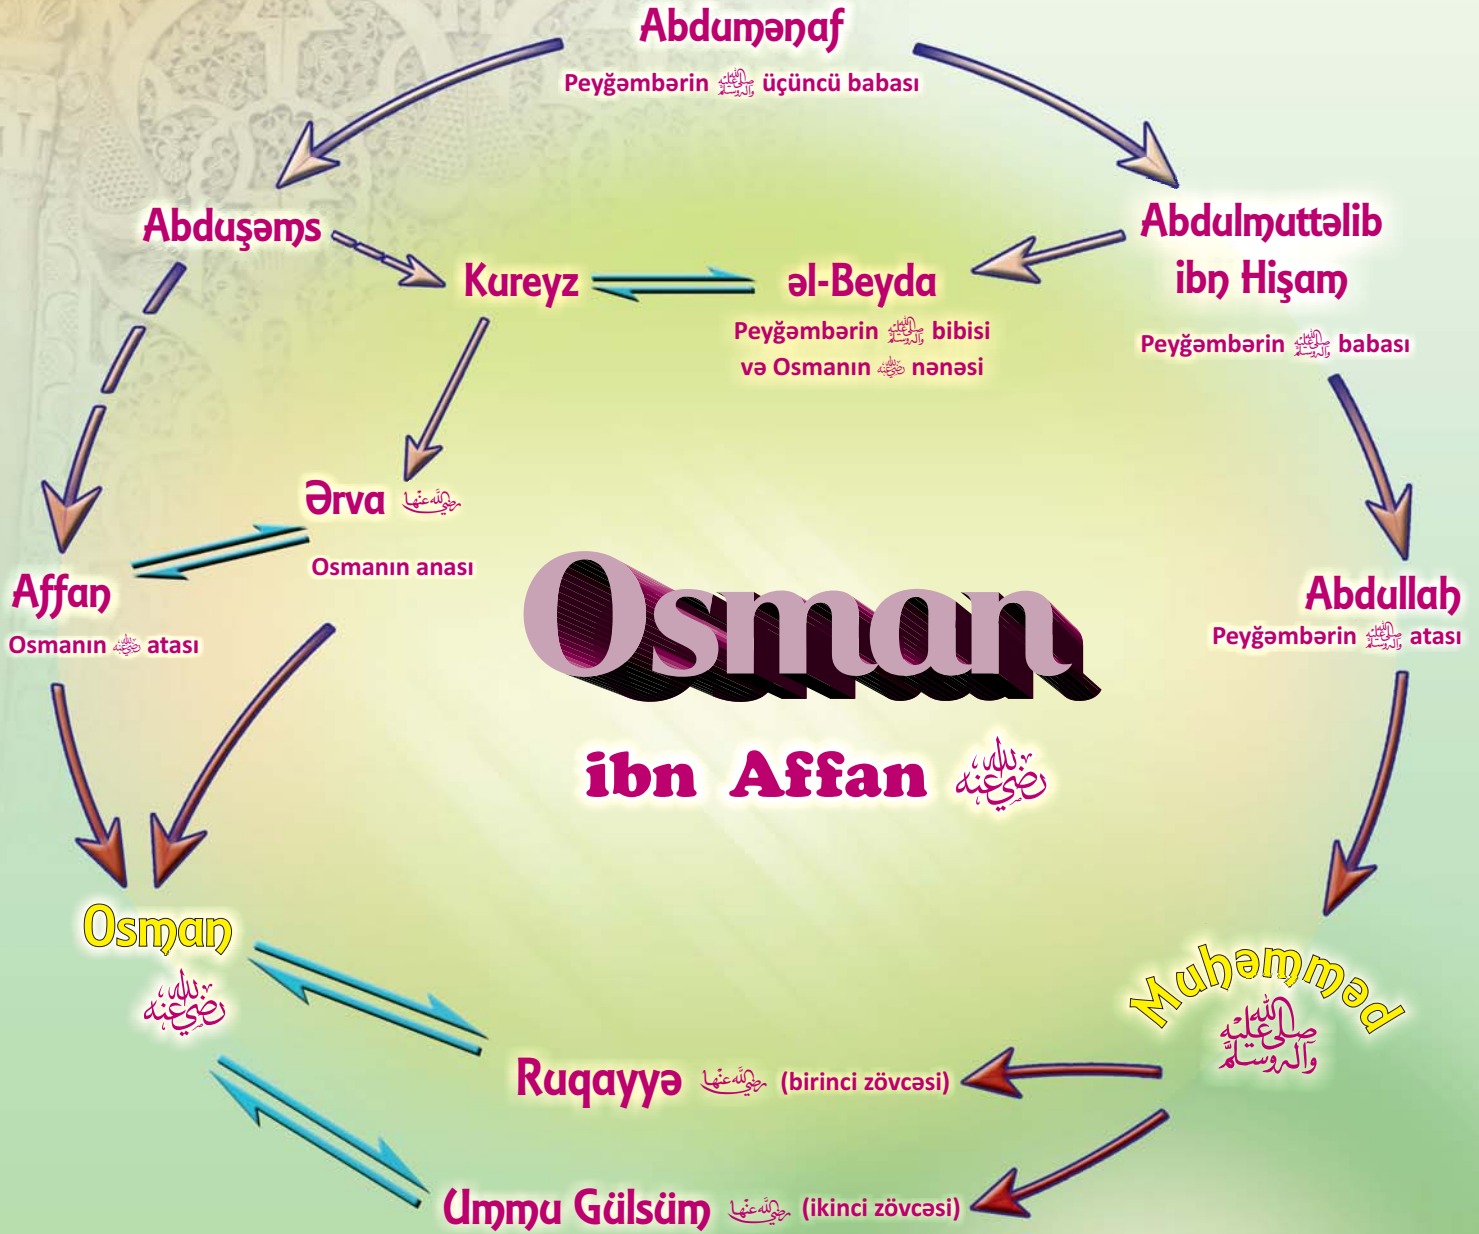 Abdumənaf
Peyğəmbərin ﷺ üçüncü babası
Abduşəms
Abdulmuttəlib
ibn Hişam
Peyğəmbərin ﷺ babası
Kureyz
əl-Beyda
Peyğəmbərin ﷺ bibisi
və Osmanın رضي الله عنه nənəsi
Ərva رضي الله عنها
Osmanın anası
Affan
Osmanın رضي الله عنه atası
Abdullah
Peyğəmbərin ﷺ atası
Osman
ibn Affan رضي الله عنه
Osman
رضي الله عنه
Muhəmməd
صلى الله عليه وآله وسلم
Ruqayyə رضي الله عنها (birinci zövcəsi)
Ummu Gülsüm رضي الله عنها (ikinci zövcəsi)